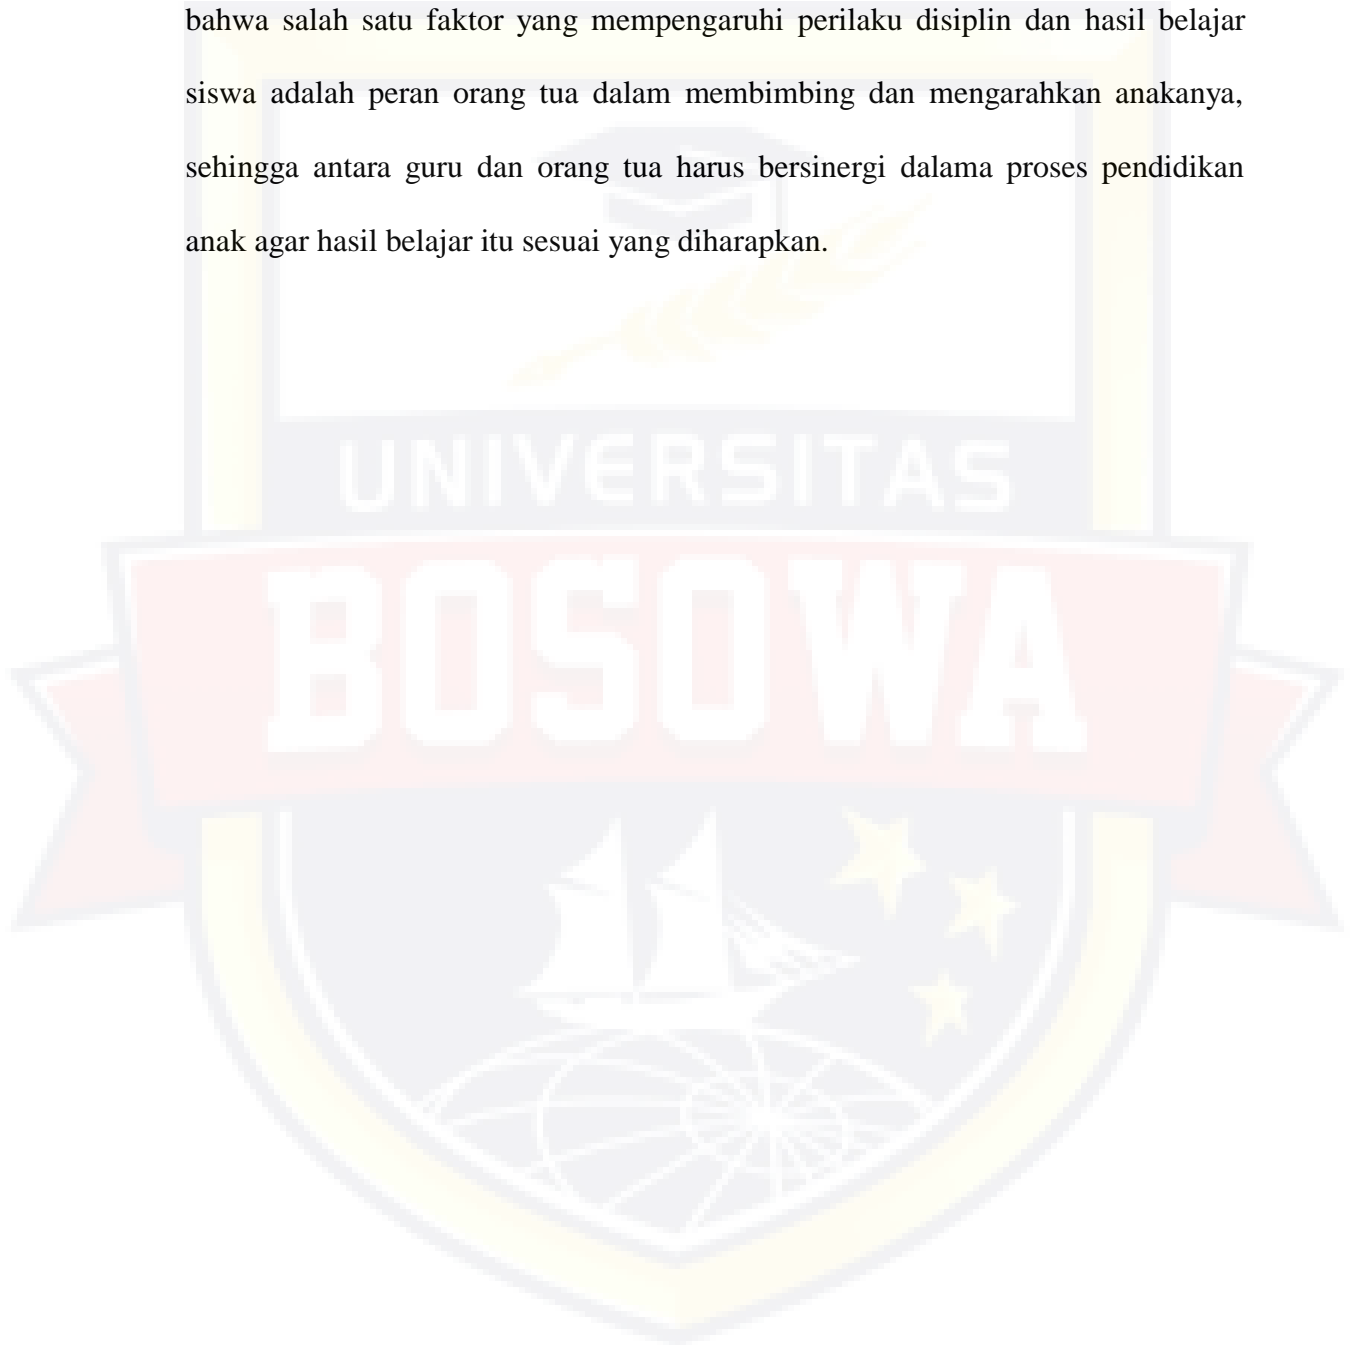 bahwa salah satu faktor yang mempengaruhi perilaku disiplin dan hasil belajar
siswa adalah peran orang tua dalam membimbing dan mengarahkan anakanya,
sehingga antara guru dan orang tua harus bersinergi dalama proses pendidikan
anak agar hasil belajar itu sesuai yang diharapkan.
UNIVERSITAS
BOSOWA